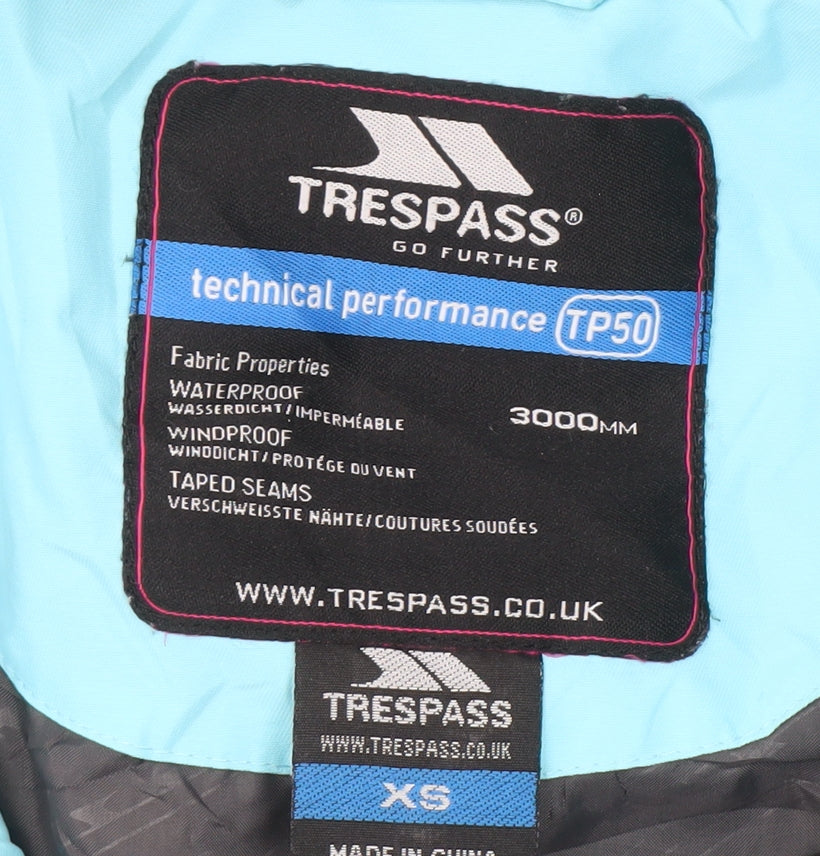 TRESPASS®
GO FURTHER
technical performance TP50
Fabric Properties
WATERPROOF
WASSERDICHT/IMPERMÉABLE
3000MM
WINDPROOF
WINDDICHT/PROTÉGE DU VENT
TAPED SEAMS
VERSCHWEISSTE NÄHTE/COUTURES SOUDÉES
WWW.TRESPASS.CO.UK
TRESPASS
WWW.TRESPASS.CO.UK
XS
MADE IN CHINA